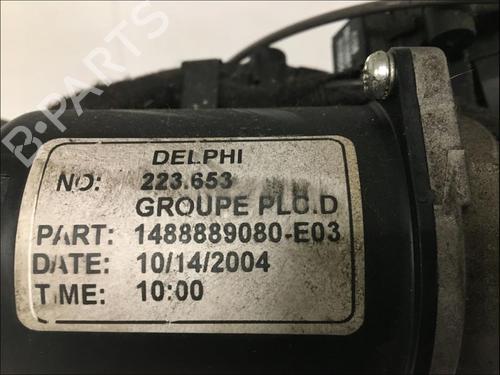 B-PARTS
DELPHI
NO: 223.653
GROUPE PLC.D
PART: 1488889080-E03
DATE: 10/14/2004
TIME: 10:00